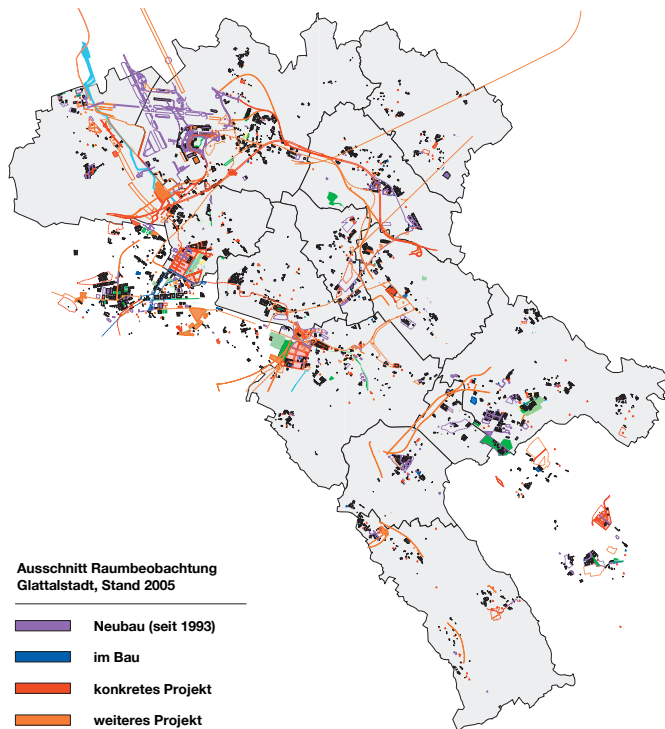 Ausschnitt Raumbeobachtung
Glattalstadt, Stand 2005
Neubau (seit 1993)
im Bau
konkretes Projekt
weiteres Projekt